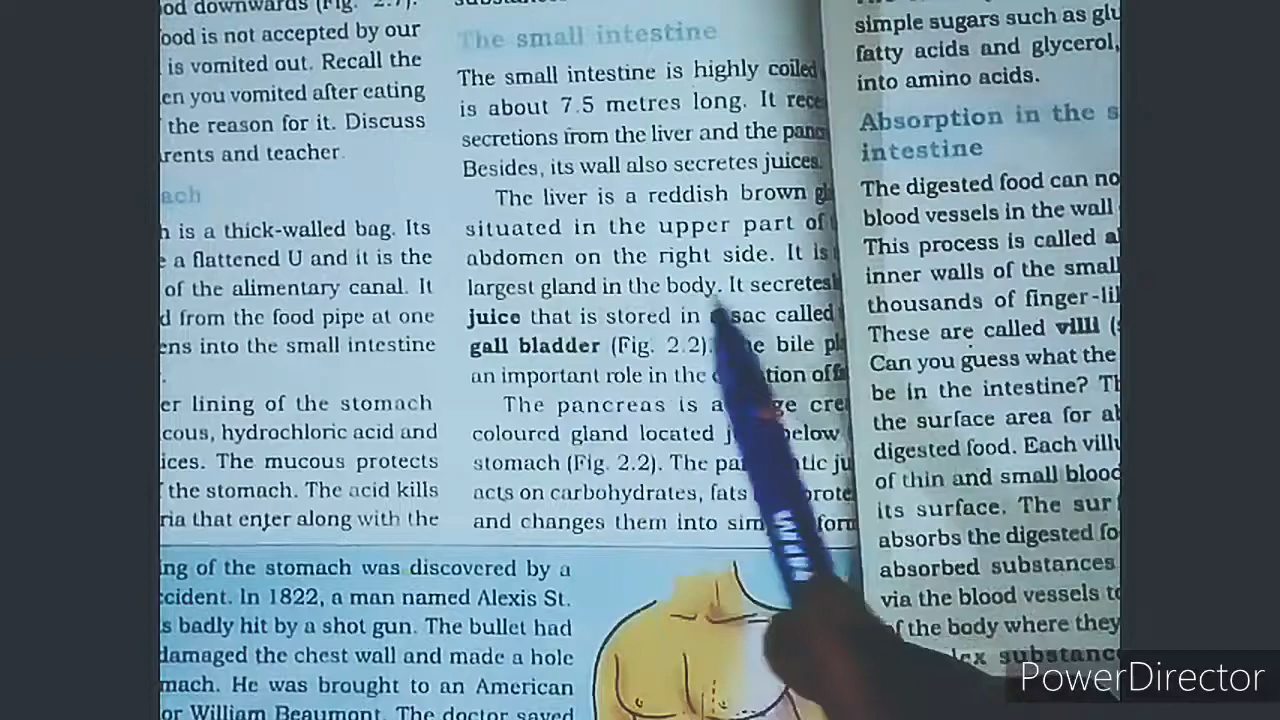 od downwards (Fig. 2.7).
ood is not accepted by our
is vomited out. Recall the
en you vomited after eating
the reason for it. Discuss
rents and teacher.
ach
is a thick-walled bag. Its
a flattened U and it is the
of the alimentary canal. It
d from the food pipe at one
ens into the small intestine
er lining of the stomach
cous, hydrochloric acid and
ices. The mucous protects
the stomach. The acid kills
ria that enter along with the
The small intestine
The small intestine is highly coiled
is about 7.5 metres long. It rece
secretions from the liver and the panc
Besides, its wall also secretes juices.
The liver is a reddish brown gl
situated in the upper part of
abdomen on the right side. It is
largest gland in the body. It secretes
juice that is stored in a sac called
gall bladder (Fig. 2.2). bile pl
an important role in the tion of f
The pancreas is a ge cre
coloured gland located j below
stomach (Fig. 2.2). The pa tic ju
acts on carbohydrates, fats prote
and changes them into sim form
ng of the stomach was discovered by a
ccident. In 1822, a man named Alexis St.
s badly hit by a shot gun. The bullet had
damaged the chest wall and made a hole
mach. He was brought to an American
or William Beaumont. The doctor saved
simple sugars such as glu
fatty acids and glycerol,
into amino acids.
Absorption in the s
intestine
The digested food can no
blood vessels in the wall
This process is called a
inner walls of the small
thousands of finger-li
These are called villi (s
Can you guess what the
be in the intestine? Th
the surface area for ab
digested food. Each villu
of thin and small blood
its surface. The surf
absorbs the digested fo
absorbed substances
via the blood vessels to
of the body where they
lex substance
PowerDirector